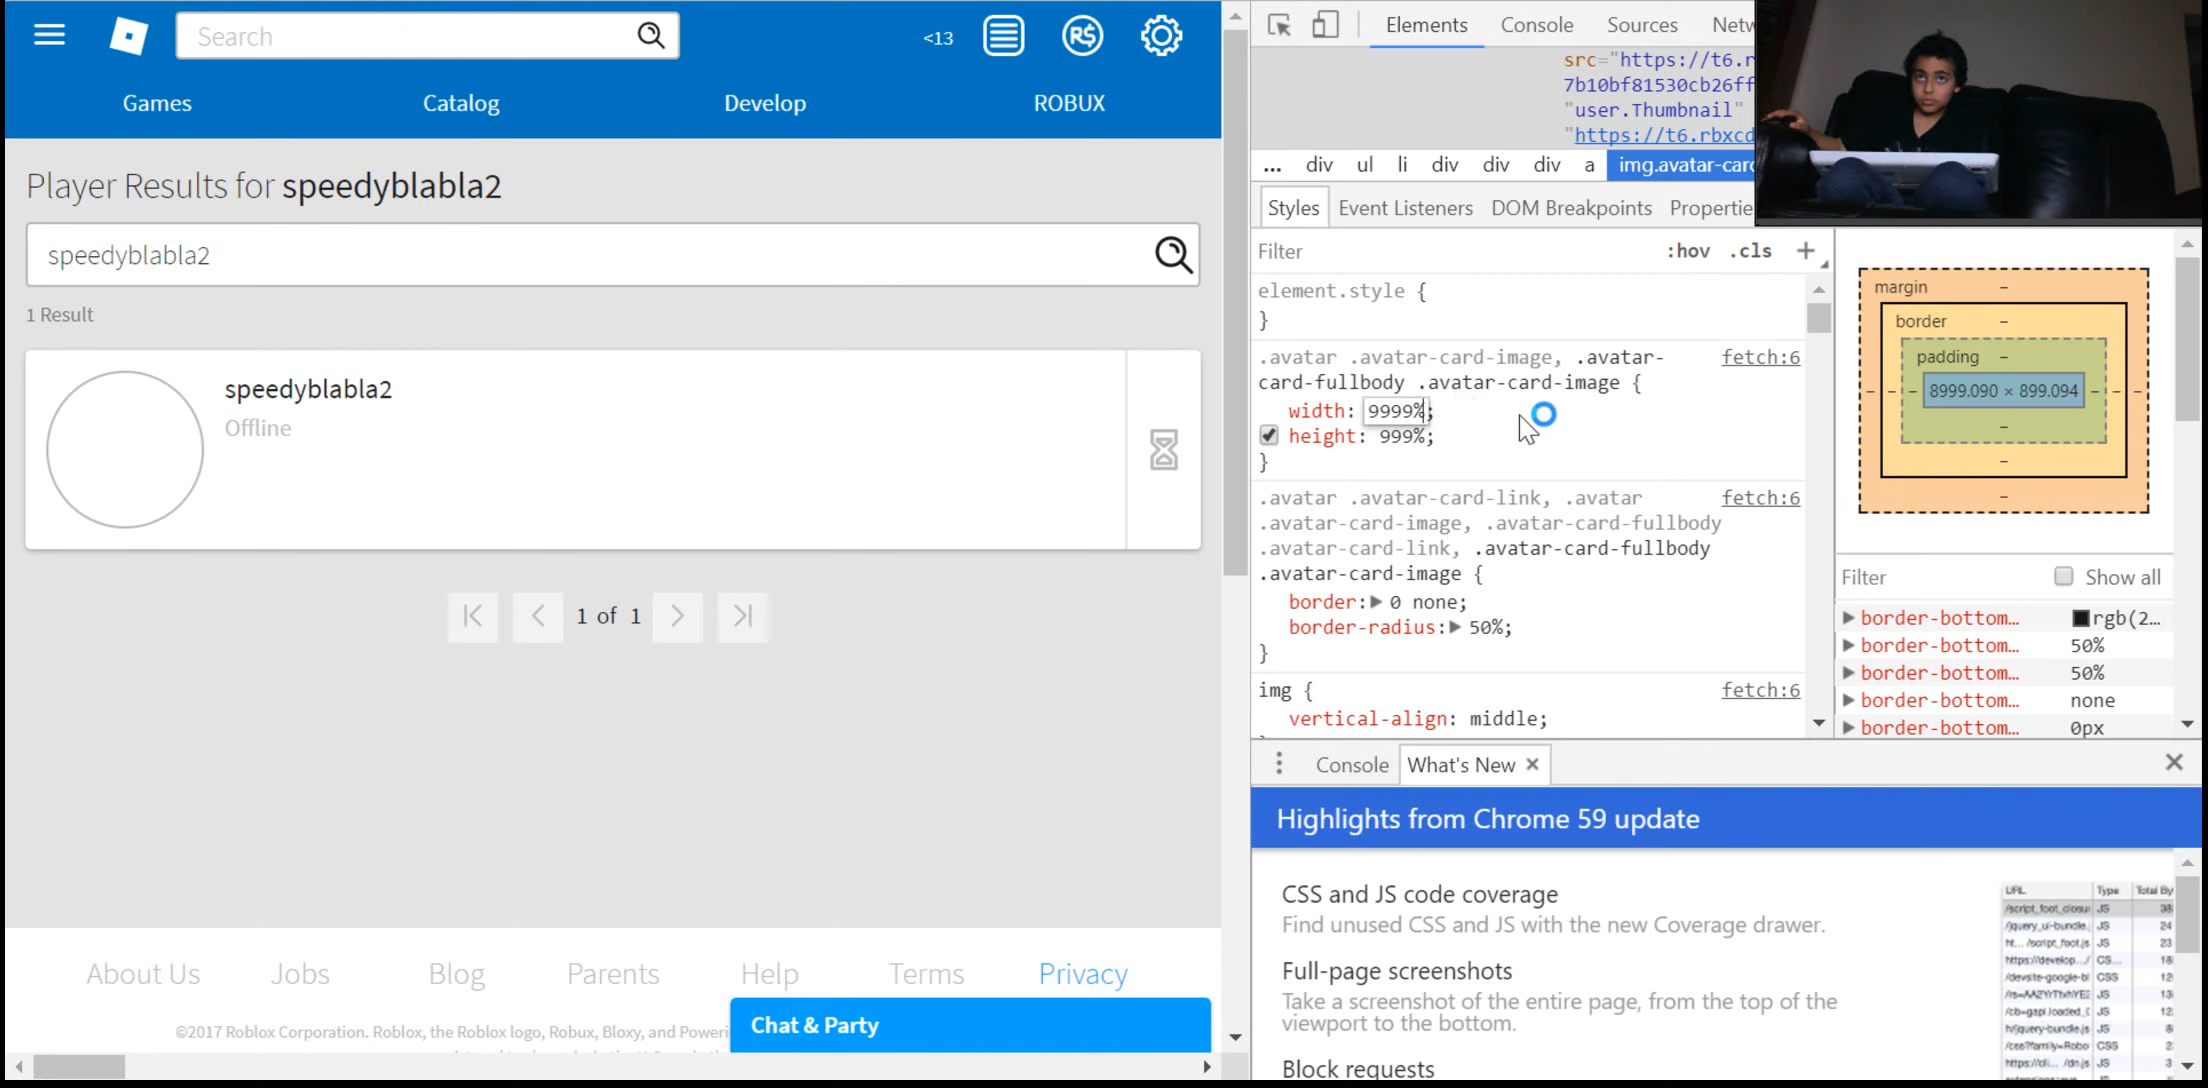 Search
<13
R$
Games
Catalog
Develop
ROBUX
Player Results for speedyblabla2
speedyblabla2
1 Result
speedyblabla2
Offline
1 of 1
About Us
Jobs
Blog
Parents
Help
Terms
Privacy
©2017 Roblox Corporation. Roblox, the Roblox logo, Robux, Bloxy, and Poweri
Chat & Party
Elements
Console
Sources
Netw
src="https://t6.r
7b10bf81530cb26ff
"user.Thumbnail"
"https://t6.rbxcd
... div ul li div div div a img.avatar-card
Styles
Event Listeners
DOM Breakpoints
Propertie
Filter
:hov .cls +
element.style {
}
.avatar .avatar-card-image, .avatar-
fetch:6
card-fullbody .avatar-card-image {
width: 9999%;
height: 999%;
}
.avatar .avatar-card-link, .avatar
fetch:6
.avatar-card-image, .avatar-card-fullbody
.avatar-card-link, .avatar-card-fullbody
.avatar-card-image {
border: 0 none;
border-radius: 50%;
}
img {
fetch:6
vertical-align: middle;
margin –
border –
padding –
8999.090 × 899.094
Filter
Show all
border-bottom… rgb(2…
border-bottom… 50%
border-bottom… 50%
border-bottom… none
border-bottom… 0px
Console
What's New ×
Highlights from Chrome 59 update
CSS and JS code coverage
Find unused CSS and JS with the new Coverage drawer.
Full-page screenshots
Take a screenshot of the entire page, from the top of the
viewport to the bottom.
Block requests
URL Type Total By